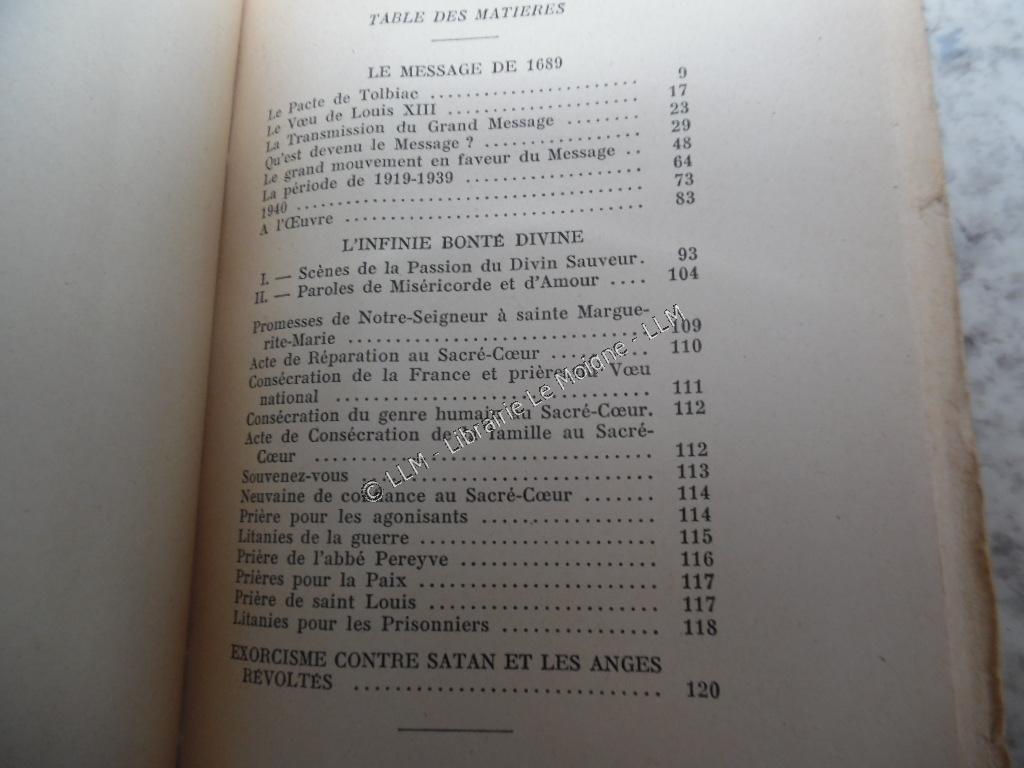 TABLE DES MATIERES
LE MESSAGE DE 1689
Le Pacte de Tolbiac ........................ 9
Le Vœu de Louis XIII ...................... 17
La Transmission du Grand Message ........ 23
Qu'est devenu le Message ? ................. 29
Le grand mouvement en faveur du Message .. 48
La période de 1919-1939 .................... 64
1940 ....................................... 73
A l'Œuvre .................................. 83
L'INFINIE BONTÉ DIVINE
I. — Scènes de la Passion du Divin Sauveur. 93
II. — Paroles de Miséricorde et d'Amour .... 104
Promesses de Notre-Seigneur à sainte Margue-
rite-Marie ................................ 109
Acte de Réparation au Sacré-Cœur .......... 110
Consécration de la France et prière du Vœu
national .................................. 111
Consécration du genre humain au Sacré-Cœur. 112
Acte de Consécration de la famille au Sacré-
Cœur ...................................... 112
Souvenez-vous ............................. 113
Neuvaine de confiance au Sacré-Cœur ....... 114
Prière pour les agonisants ................ 114
Litanies de la guerre ..................... 115
Prière de l'abbé Pereyve .................. 116
Prières pour la Paix ...................... 117
Prière de saint Louis ..................... 117
Litanies pour les Prisonniers ............. 118
EXORCISME CONTRE SATAN ET LES ANGES
RÉVOLTÉS .............................. 120
© LLM - Librairie Le Moigne - LLM